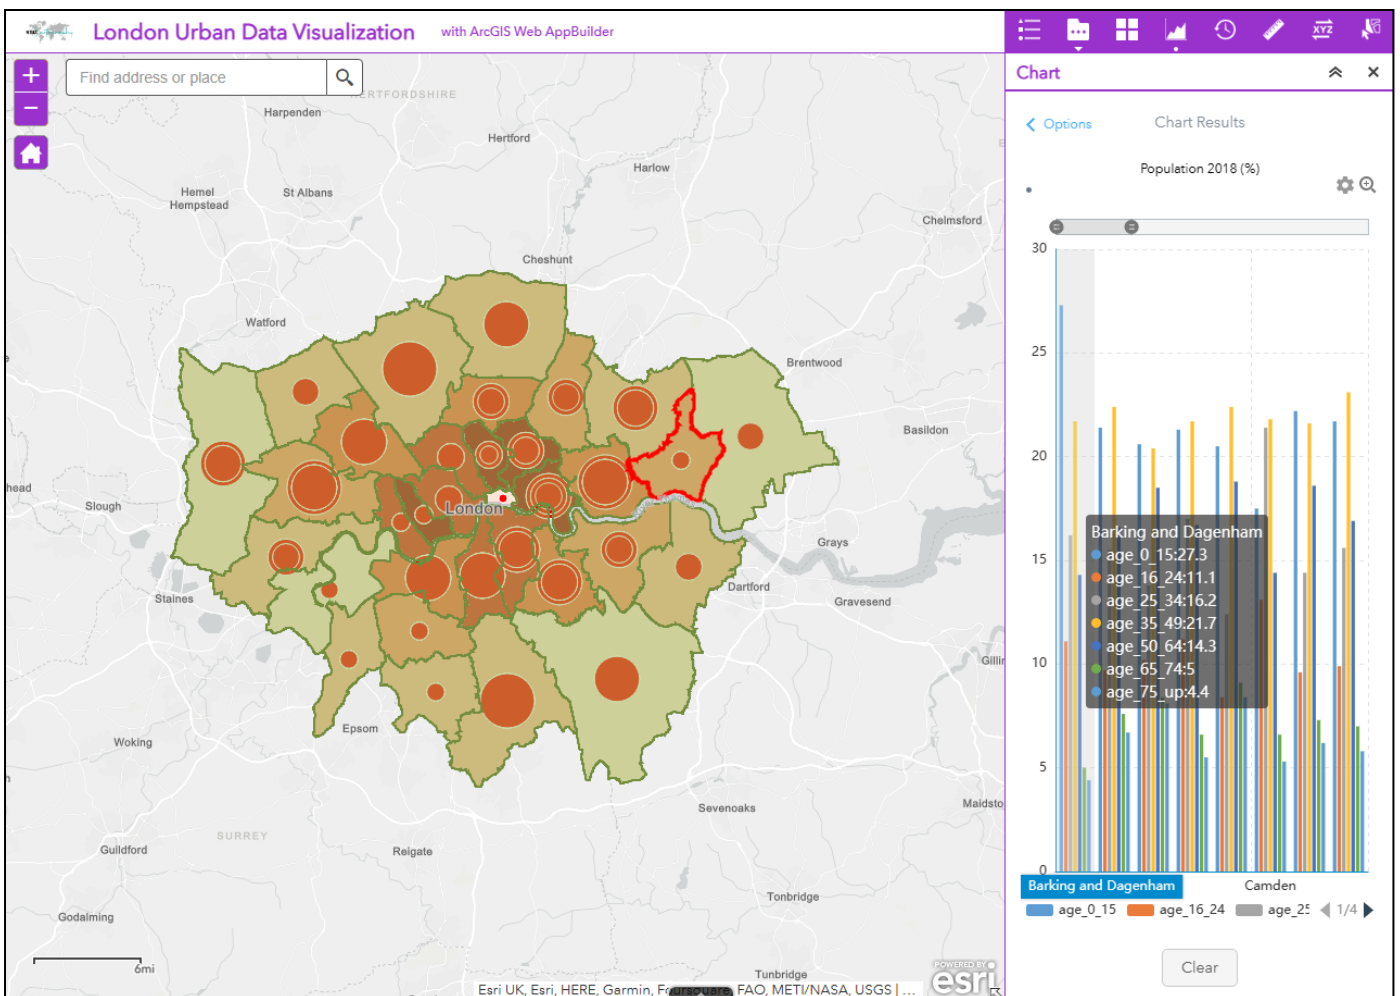 London Urban Data Visualization
with ArcGIS Web AppBuilder
XYZ
+
−
Find address or place
Chart
Options
Chart Results
Population 2018 (%)
30
25
20
15
10
5
0
Barking and Dagenham
age_0_15:27.3
age_16_24:11.1
age_25_34:16.2
age_35_49:21.7
age_50_64:14.3
age_65_74:5
age_75_up:4.4
Barking and Dagenham
Camden
age_0_15
age_16_24
age_25
1/4
Clear
ERTFORDSHIRE
Harpenden
Hertford
Harlow
Hemel
Hempstead
St Albans
Chelmsford
Cheshunt
Watford
Brentwood
Basildon
head
Slough
London
Grays
Staines
Dartford
Gravesend
Gillin
Epsom
Woking
Sevenoaks
Maidsto
SURREY
Guildford
Reigate
Tonbridge
Godalming
6mi
Tunbridge
POWERED BY
esri
Esri UK, Esri, HERE, Garmin, Foursquare, FAO, METI/NASA, USGS | ...